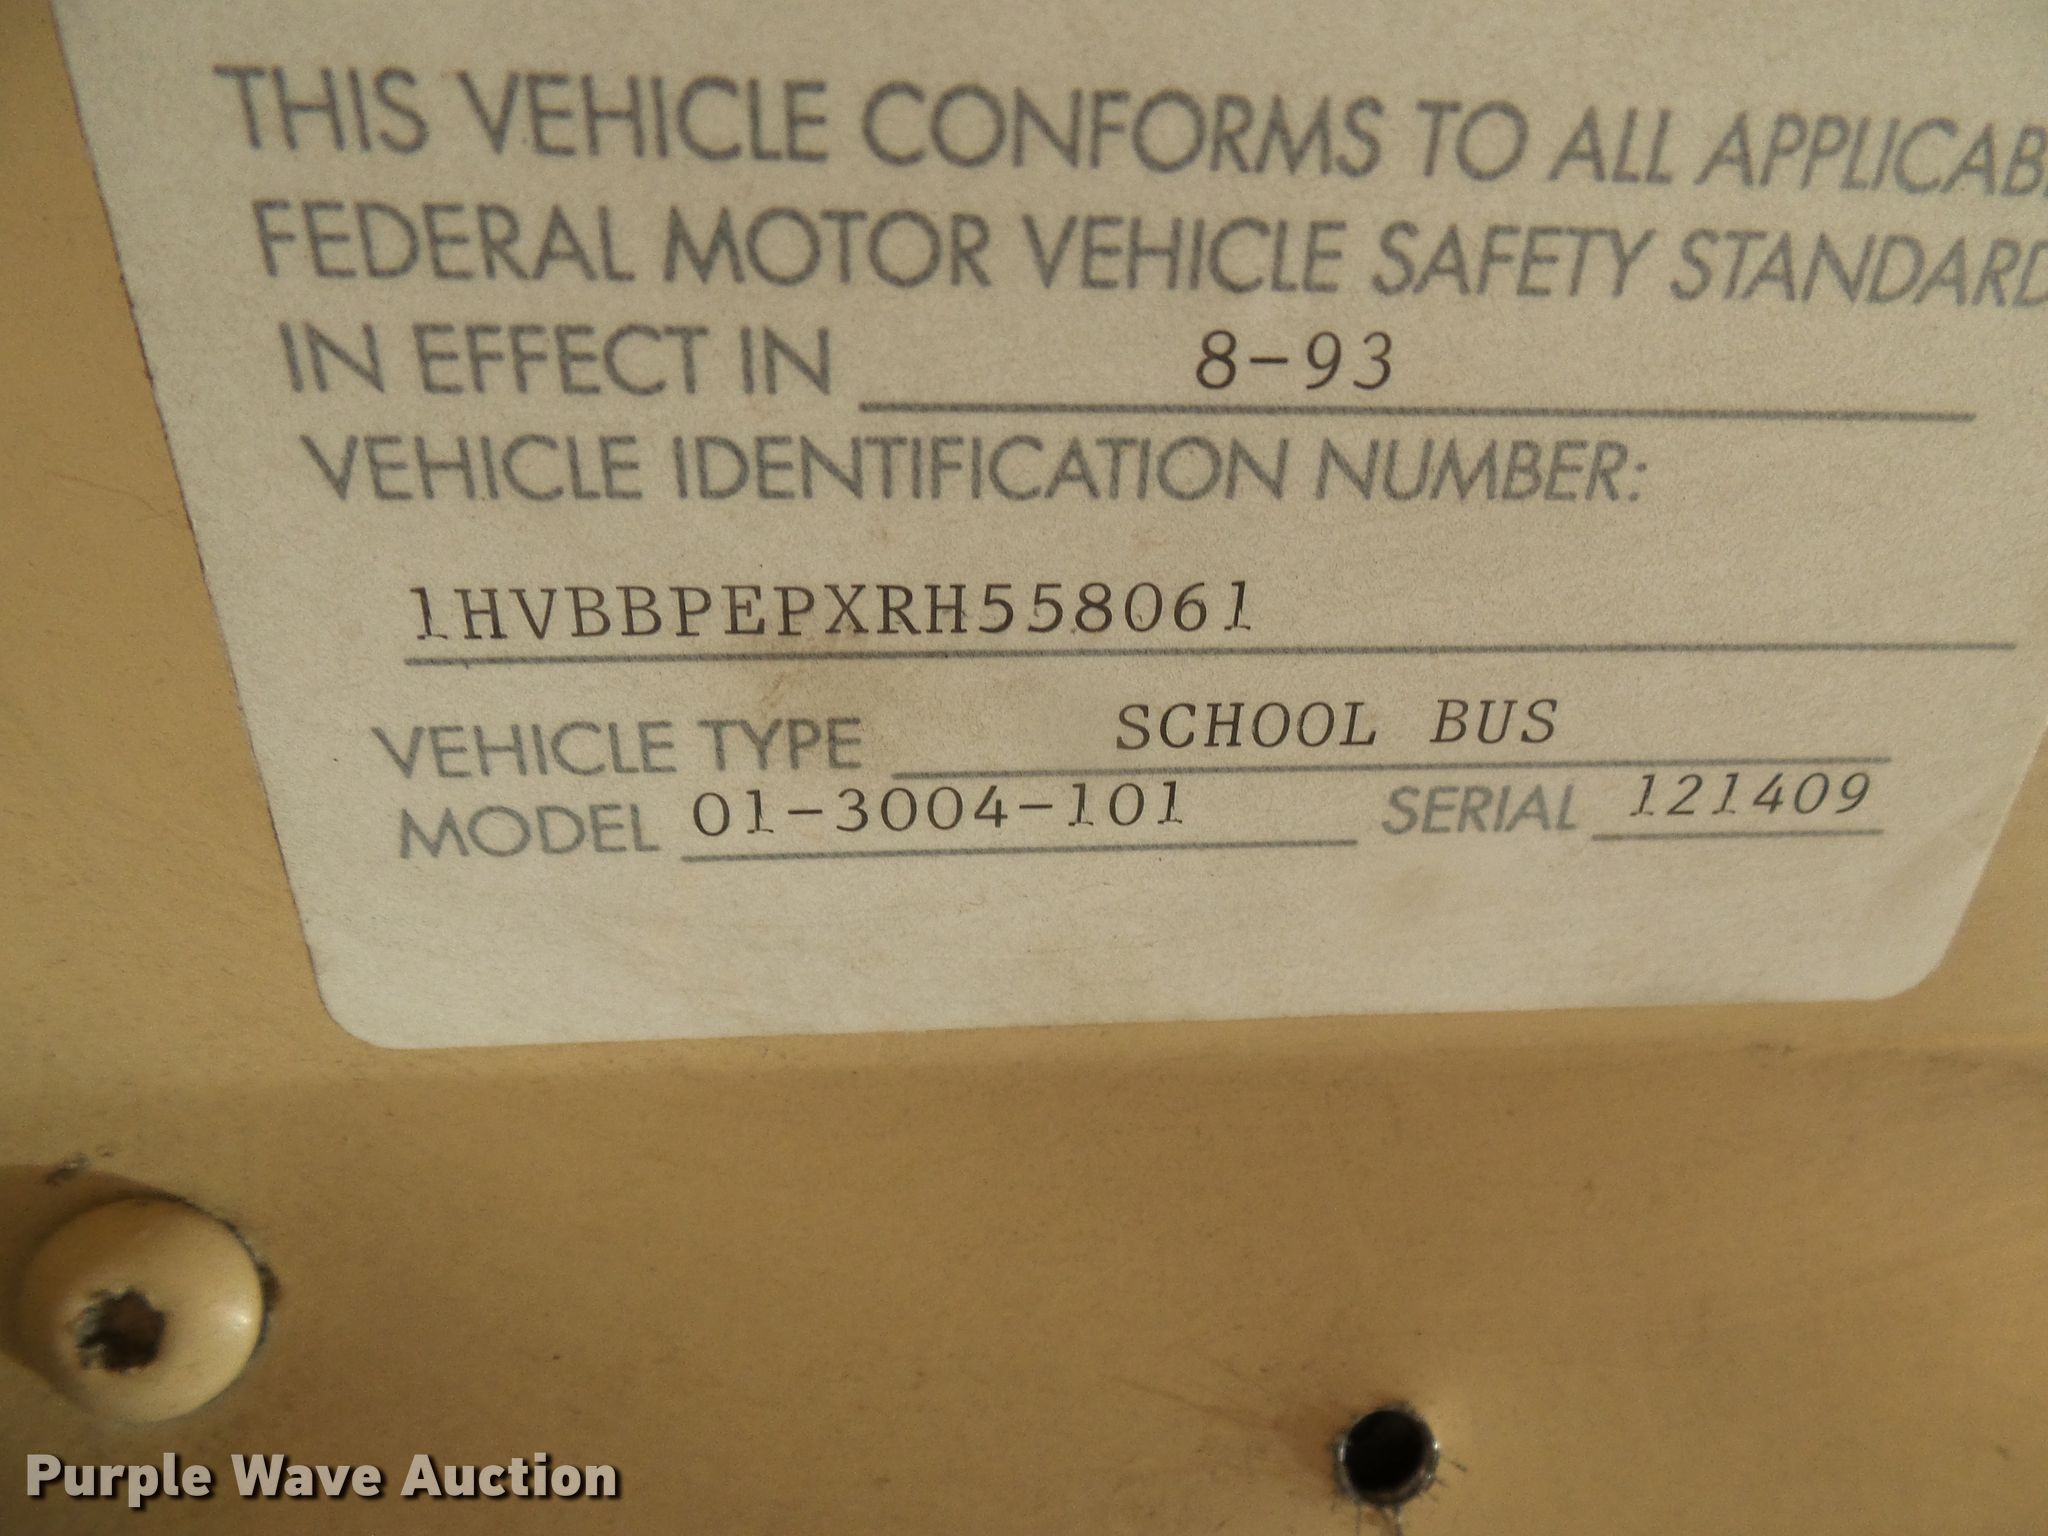 THIS VEHICLE CONFORMS TO ALL APPLICAB
FEDERAL MOTOR VEHICLE SAFETY STANDARD
IN EFFECT IN 8-93
VEHICLE IDENTIFICATION NUMBER:
1HVBBPEPXRH558061
VEHICLE TYPE SCHOOL BUS
MODEL 01-3004-101 SERIAL 121409
Purple Wave Auction